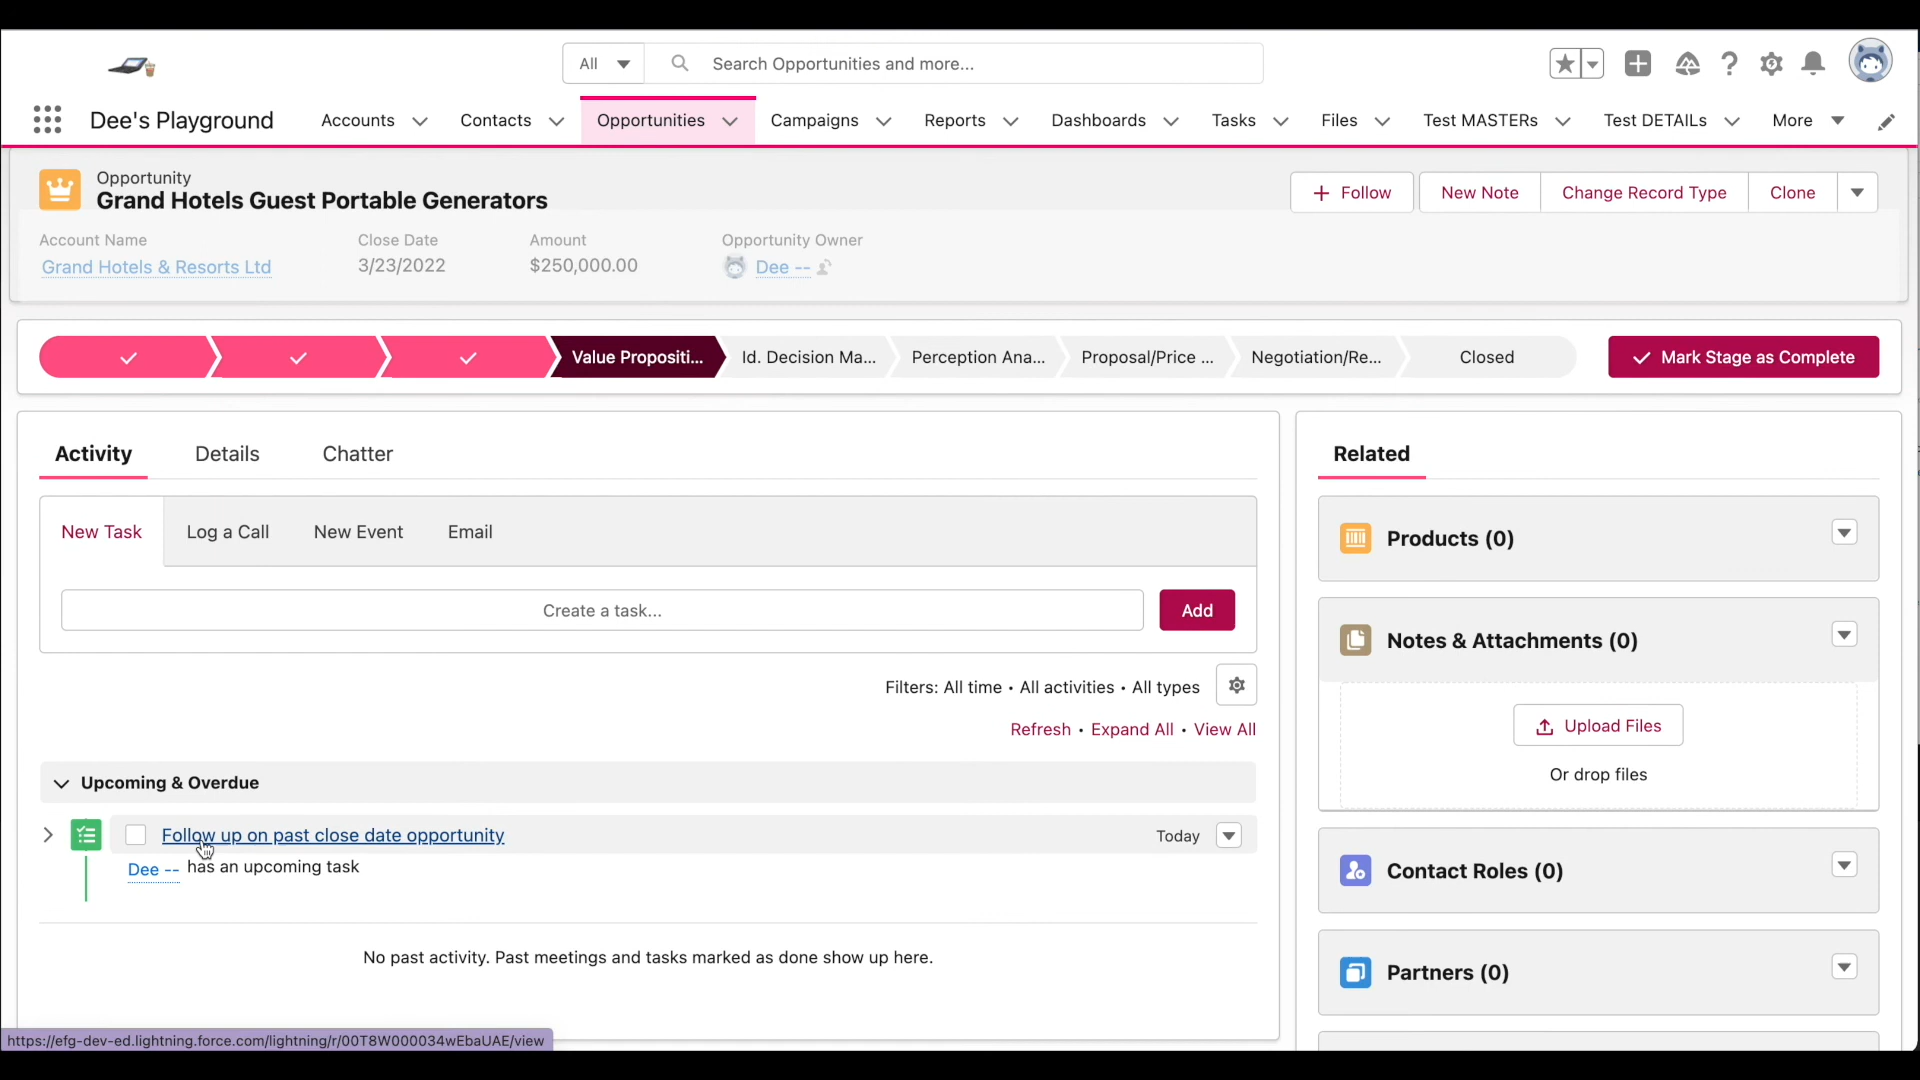 All
Search Opportunities and more...
Dee's Playground
Accounts
Contacts
Opportunities
Campaigns
Reports
Dashboards
Tasks
Files
Test MASTERs
Test DETAILs
More
Opportunity
Grand Hotels Guest Portable Generators
Follow
New Note
Change Record Type
Clone
Account Name
Close Date
Amount
Opportunity Owner
Grand Hotels & Resorts Ltd
3/23/2022
$250,000.00
Dee --
Value Propositi...
Id. Decision Ma...
Perception Ana...
Proposal/Price ...
Negotiation/Re...
Closed
Mark Stage as Complete
Activity
Details
Chatter
New Task
Log a Call
New Event
Email
Create a task...
Add
Filters: All time • All activities • All types
Refresh • Expand All • View All
Upcoming & Overdue
Follow up on past close date opportunity
Today
Dee -- has an upcoming task
No past activity. Past meetings and tasks marked as done show up here.
Related
Products (0)
Notes & Attachments (0)
Upload Files
Or drop files
Contact Roles (0)
Partners (0)
https://efg-dev-ed.lightning.force.com/lightning/r/00T8W000034wEbaUAE/view